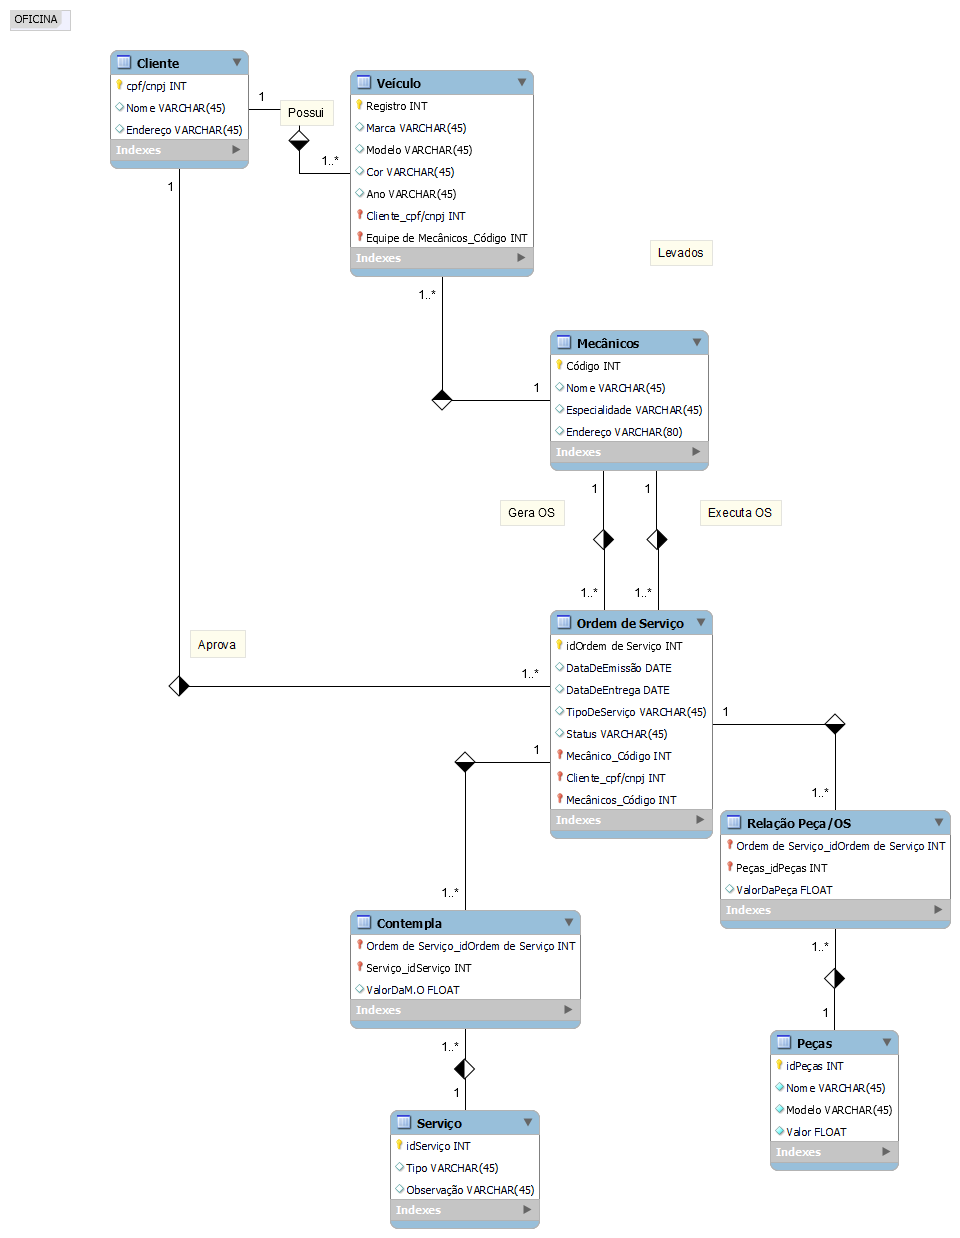 OFICINA
Cliente
cpf/cnpj INT
Nome VARCHAR(45)
Endereço VARCHAR(45)
Indexes
1
Possui
1..*
Veículo
Registro INT
Marca VARCHAR(45)
Modelo VARCHAR(45)
Cor VARCHAR(45)
Ano VARCHAR(45)
Cliente_cpf/cnpj INT
Equipe de Mecânicos_Código INT
Indexes
1
1..*
Levados
1
Mecânicos
Código INT
Nome VARCHAR(45)
Especialidade VARCHAR(45)
Endereço VARCHAR(80)
Indexes
1
1
Gera OS
Executa OS
1..*
1..*
Aprova
1..*
Ordem de Serviço
idOrdem de Serviço INT
DataDeEmissão DATE
DataDeEntrega DATE
TipoDeServiço VARCHAR(45)
Status VARCHAR(45)
Mecânico_Código INT
Cliente_cpf/cnpj INT
Mecânicos_Código INT
Indexes
1
1
1..*
Relação Peça/OS
Ordem de Serviço_idOrdem de Serviço INT
Peças_idPeças INT
ValorDaPeça FLOAT
Indexes
1..*
1..*
Contempla
Ordem de Serviço_idOrdem de Serviço INT
Serviço_idServiço INT
ValorDaM.O FLOAT
Indexes
1..*
1
1
Peças
idPeças INT
Nome VARCHAR(45)
Modelo VARCHAR(45)
Valor FLOAT
Indexes
Serviço
idServiço INT
Tipo VARCHAR(45)
Observação VARCHAR(45)
Indexes